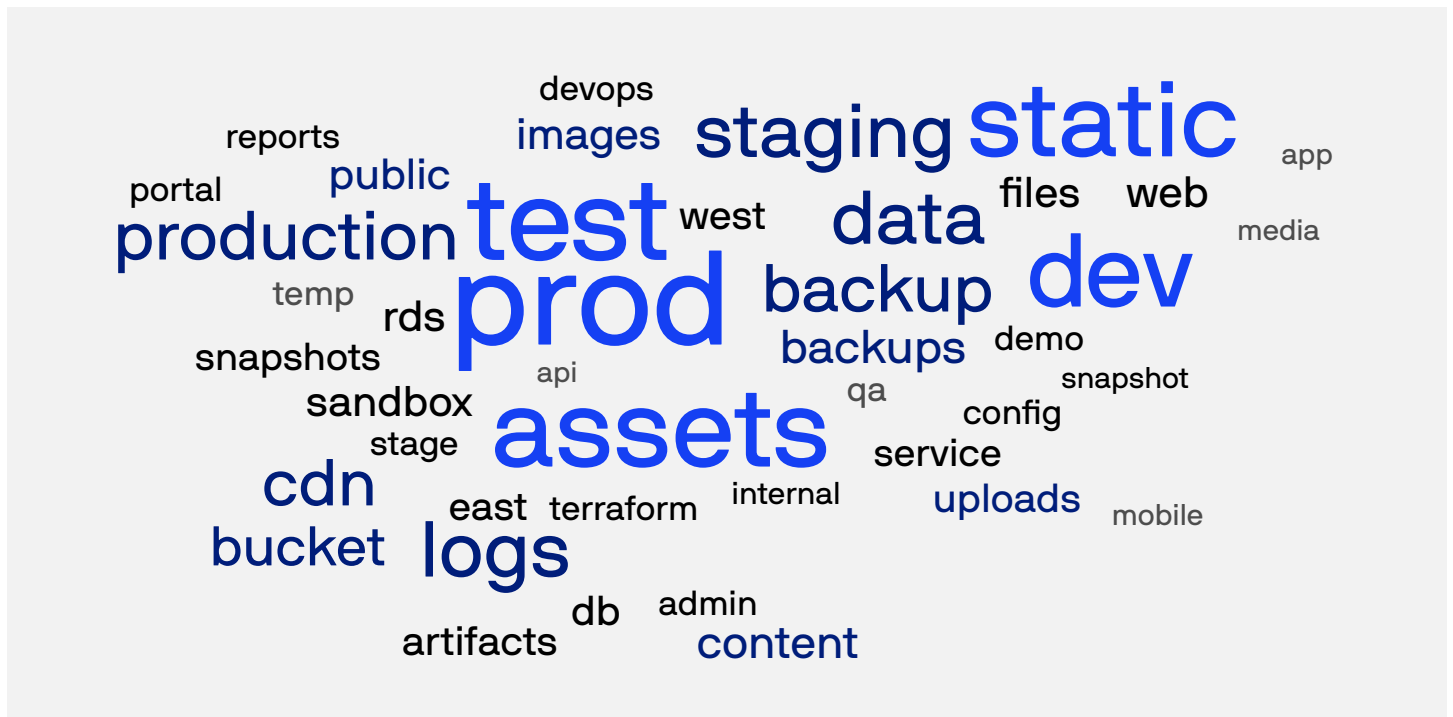 devops
reports
images
staging
static
app
public
portal
files
web
test
west
data
production
media
dev
temp
rds
prod
backup
backups
demo
snapshots
api
snapshot
qa
sandbox
config
stage
assets
service
cdn
internal
uploads
east
terraform
mobile
bucket
logs
db
admin
artifacts
content